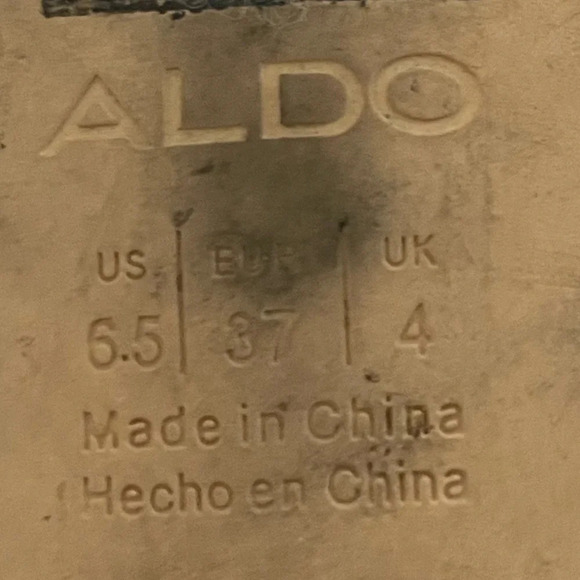 ALDO
US | EUR | UK
6.5 | 37 | 4
Made in China
Hecho en China